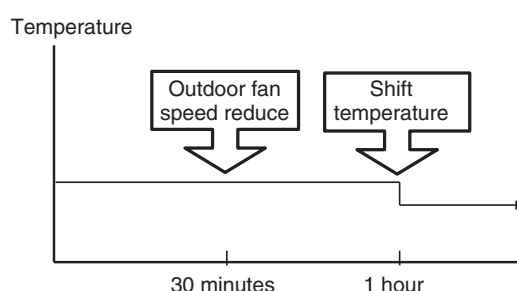 Temperature
Outdoor fan
speed reduce
Shift
temperature
30 minutes
1 hour